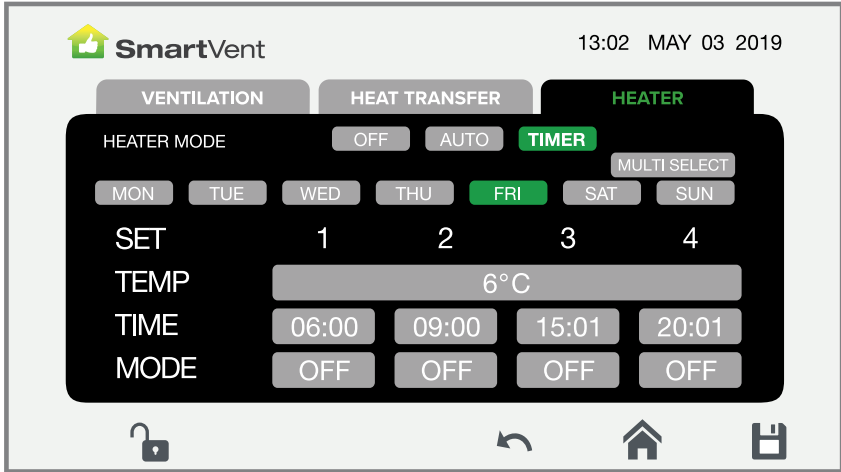 SmartVent 13:02 MAY 03 2019
VENTILATION HEAT TRANSFER HEATER
HEATER MODE OFF AUTO TIMER
MULTI SELECT
MON TUE WED THU FRI SAT SUN
SET 1 2 3 4
TEMP 6°C
TIME 06:00 09:00 15:01 20:01
MODE OFF OFF OFF OFF